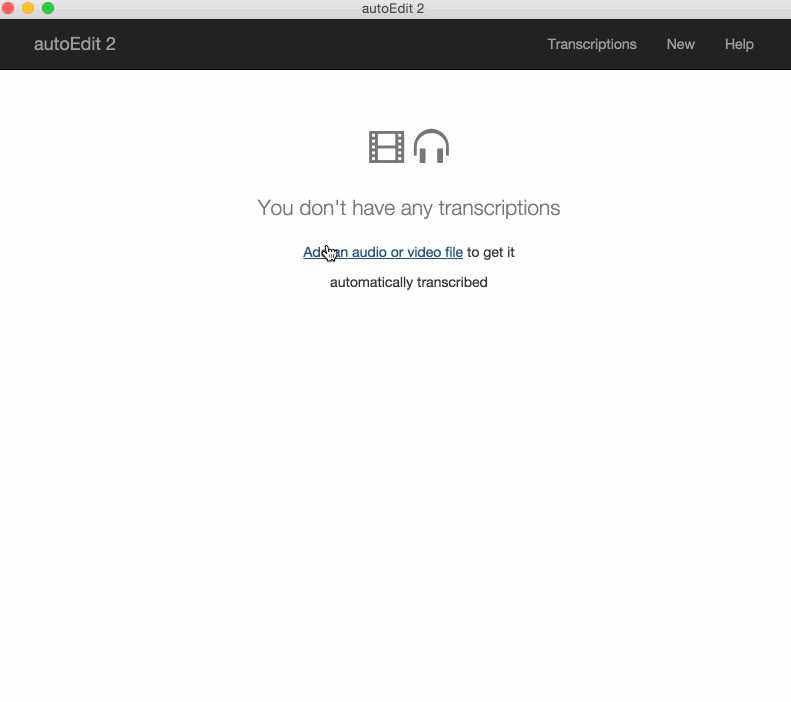 autoEdit 2
autoEdit 2 Transcriptions New Help
You don't have any transcriptions
Add an audio or video file to get it
automatically transcribed